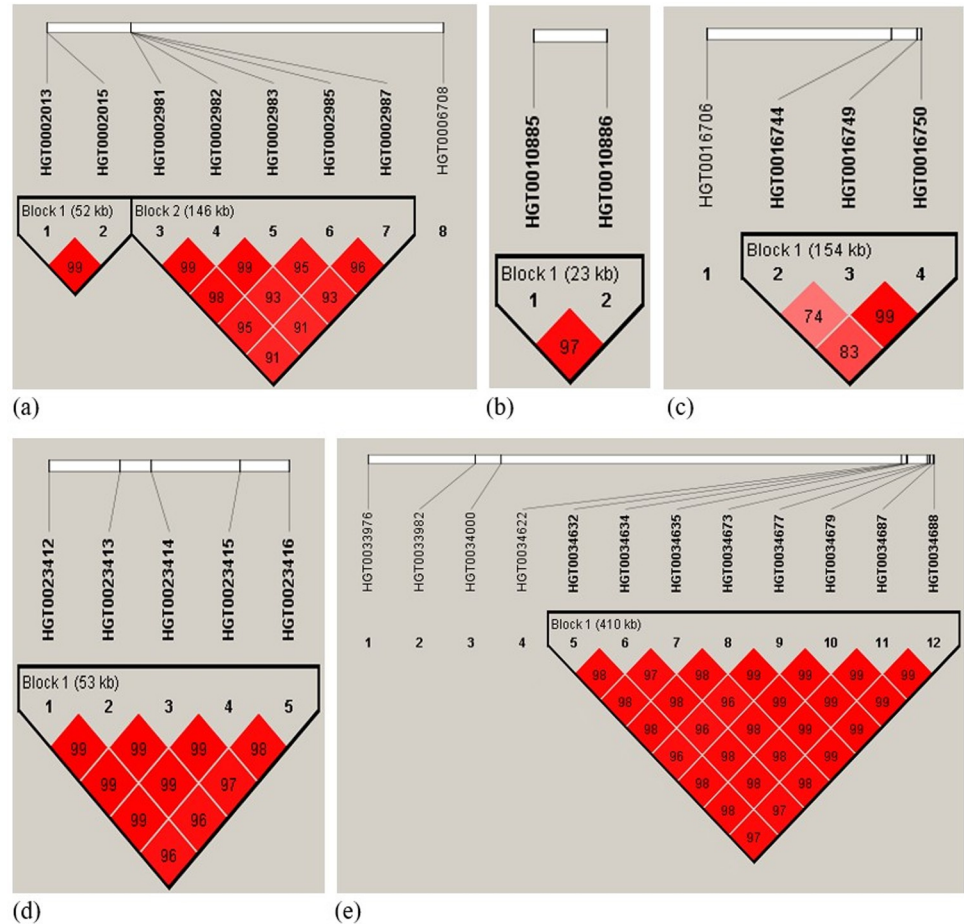 HGT0002013 HGT0002015 HGT0002981 HGT0002982 HGT0002983 HGT0002985 HGT0002987 HGT0006708
Block 1 (52 kb) Block 2 (146 kb)
1 2 3 4 5 6 7 8
99 99 99 95 96
98 93 93
95 91
91
(a)
HGT0010885 HGT0010886
Block 1 (23 kb)
1 2
97
(b)
HGT0016706 HGT0016744 HGT0016749 HGT0016750
Block 1 (154 kb)
1 2 3 4
74 99
83
(c)
HGT0023412 HGT0023413 HGT0023414 HGT0023415 HGT0023416
Block 1 (53 kb)
1 2 3 4 5
99 99 99 98
99 99 97
99 96
96
(d)
HGT0033976 HGT0033982 HGT0034000 HGT0034622 HGT0034632 HGT0034634 HGT0034635 HGT0034673 HGT0034677 HGT0034679 HGT0034687 HGT0034688
Block 1 (410 kb)
1 2 3 4 5 6 7 8 9 10 11 12
98 97 98 99 99 99 99
98 98 96 99 99 99
98 96 98 99 99
96 98 98 99
98 98 98
98 97
97
(e)